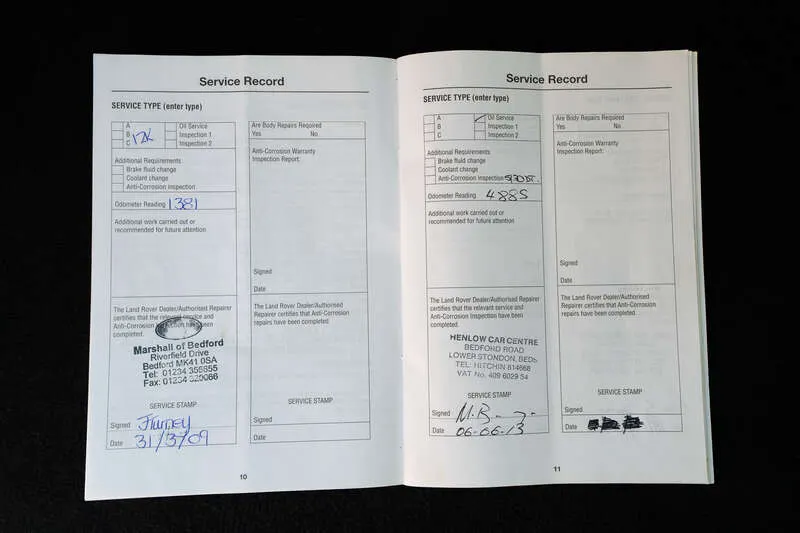 Service Record
SERVICE TYPE (enter type)
A
B
C
12K
Oil Service
Inspection 1
Inspection 2
Additional Requirements
Brake fluid change
Coolant change
Anti-Corrosion Inspection
Odometer Reading 1381
Additional work carried out or
recommended for future attention
The Land Rover Dealer/Authorised Repairer
certifies that the relevant service and
Anti-Corrosion Inspection have been
completed.
Marshall of Bedford
Riverfield Drive
Bedford MK41 0SA
Tel: 01234 355655
Fax: 01234
SERVICE STAMP
Signed
Date 31/3/09
Are Body Repairs Required
Yes No
Anti-Corrosion Warranty
Inspection Report:
Signed
Date
The Land Rover Dealer/Authorised Repairer
certifies that Anti-Corrosion
repairs have been completed
SERVICE STAMP
Signed
Date
10
Service Record
SERVICE TYPE (enter type)
A
B
C
Oil Service
Inspection 1
Inspection 2
Additional Requirements
Brake fluid change
Coolant change
Anti-Corrosion Inspection
Odometer Reading 4885
Additional work carried out or
recommended for future attention
The Land Rover Dealer/Authorised Repairer
certifies that the relevant service and
Anti-Corrosion Inspection have been
completed.
HENLOW CAR CENTRE
BEDFORD ROAD
LOWER STONDON, BEDS
TEL: HITCHIN 814668
VAT No. 409 6029 54
SERVICE STAMP
Signed
Date 06-06-13
Are Body Repairs Required
Yes No
Anti-Corrosion Warranty
Inspection Report:
Signed
Date
The Land Rover Dealer/Authorised
Repairer certifies that Anti-Corrosion
repairs have been completed.
SERVICE STAMP
Signed
Date
11